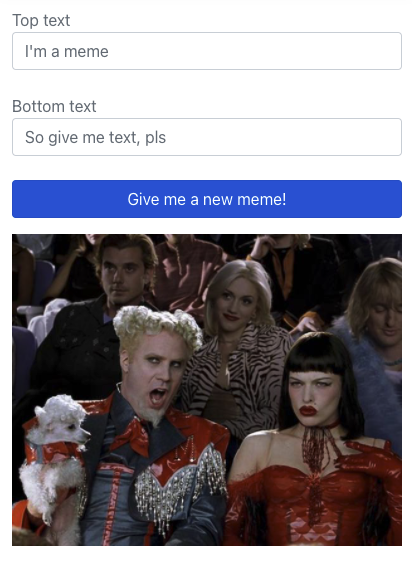 Top text
I'm a meme
Bottom text
So give me text, pls
Give me a new meme!